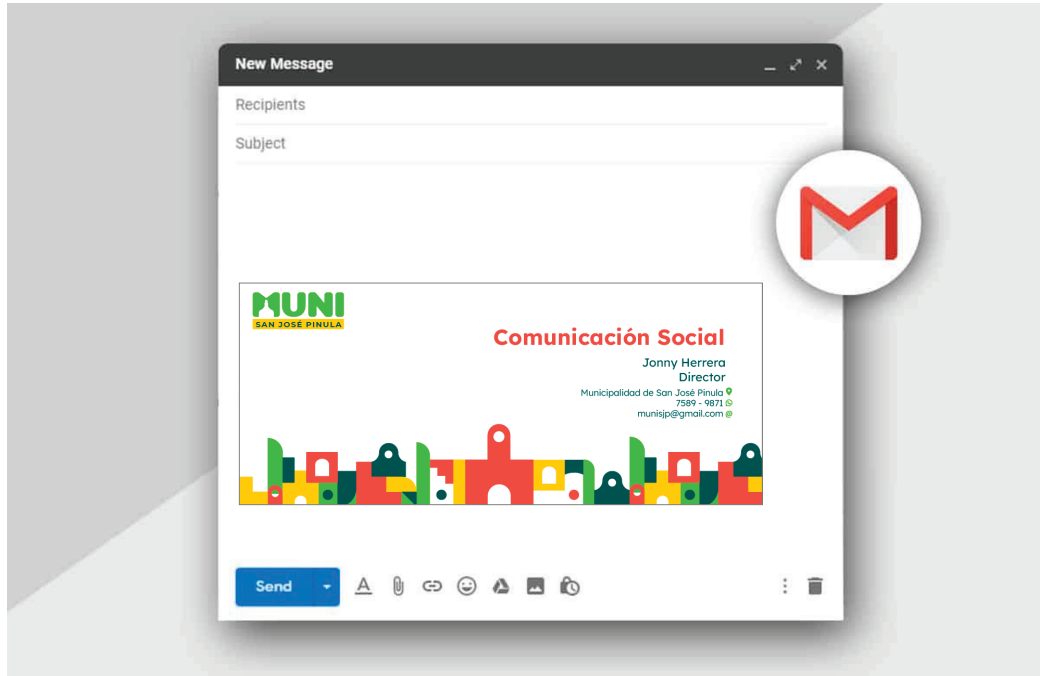 New Message
Recipients
Subject
MUNI
SAN JOSÉ PINULA
Comunicación Social
Jonny Herrera
Director
Municipalidad de San José Pinula
7589 - 9871
munisjp@gmail.com @
Send